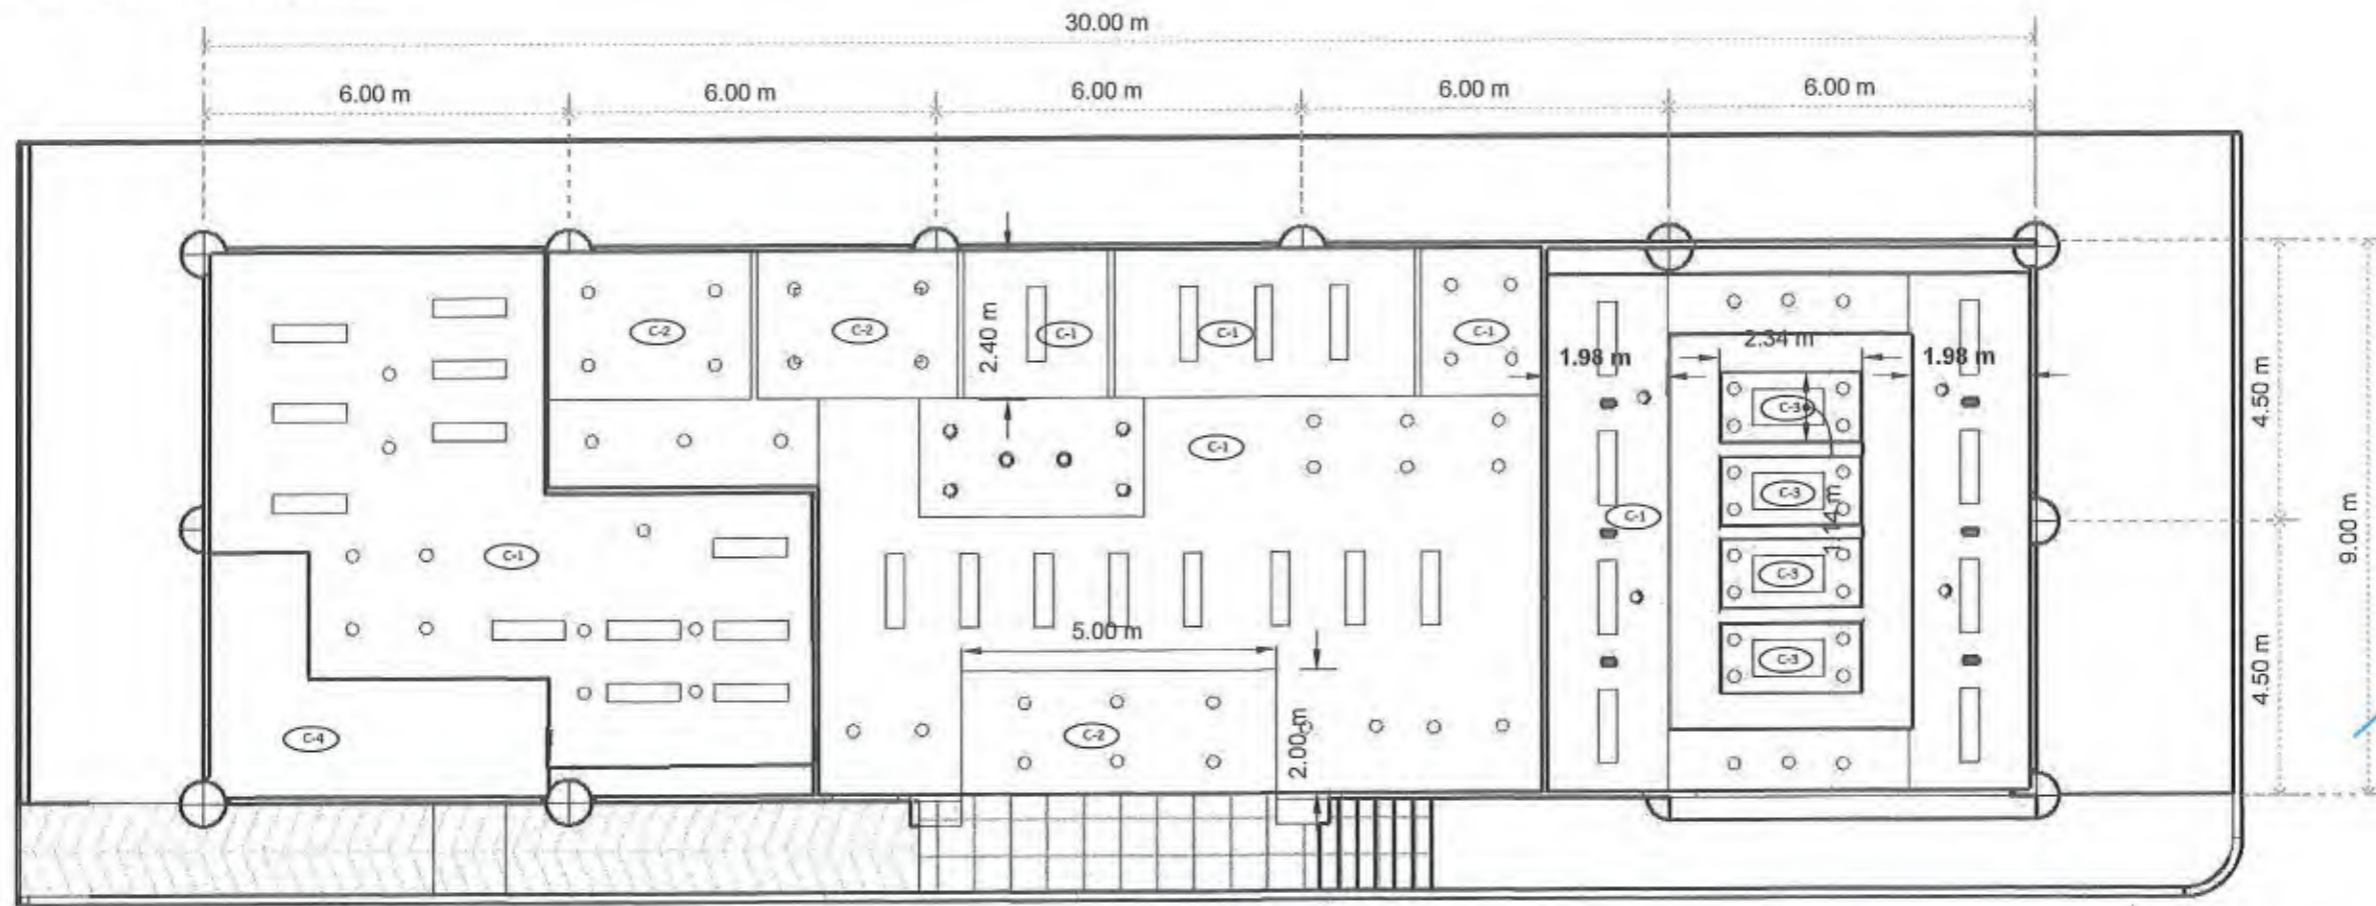 30.00 m
6.00 m 6.00 m 6.00 m 6.00 m 6.00 m
C-2 C-2 C-1 C-1 C-1
2.40 m
1.98 m 2.34 m 1.98 m
C-3
4.50 m
C-1
C-3
C-1
1.14 m
9.00 m
C-1
C-3
5.00 m
C-3
4.50 m
C-4
C-2
2.00 m